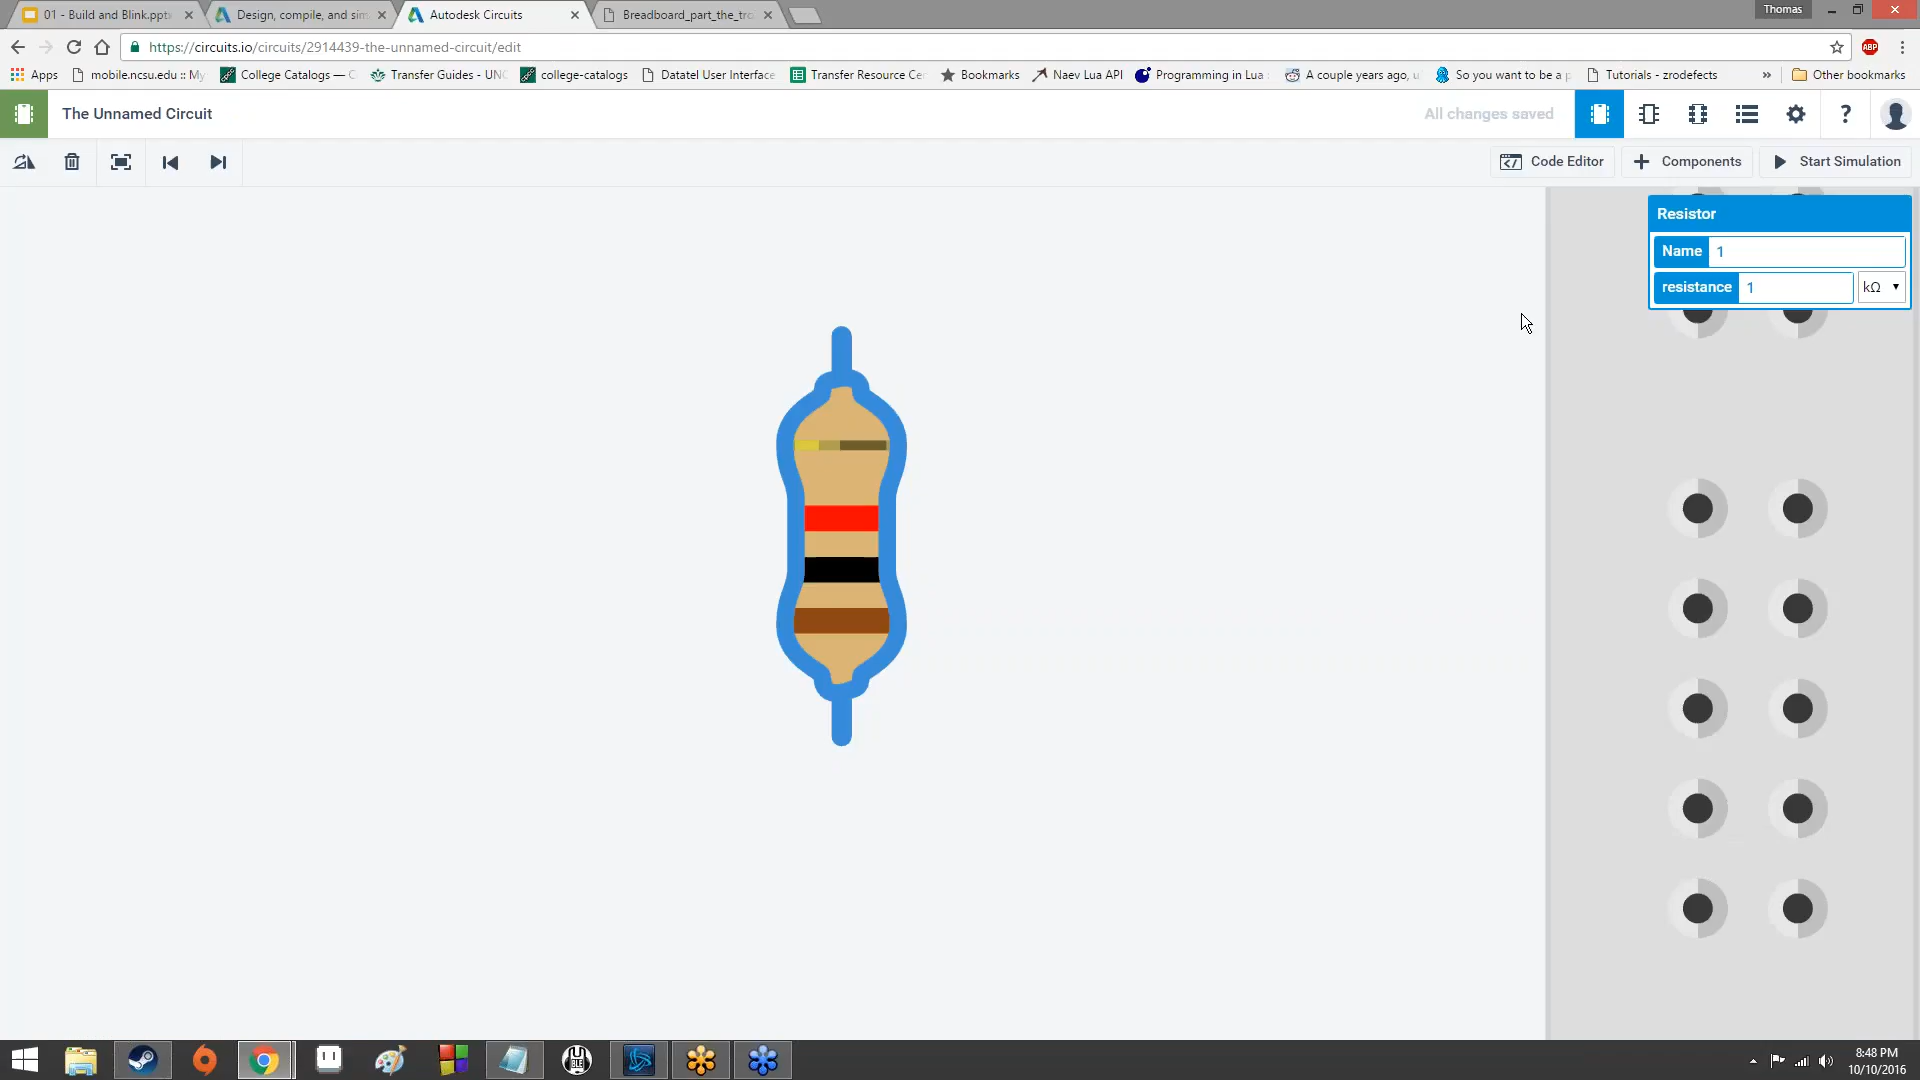 01 - Build and Blink.pptx
Design, compile, and sim
Autodesk Circuits
Breadboard_part_the_tro
Thomas
https://circuits.io/circuits/2914439-the-unnamed-circuit/edit
ABP
Apps
mobile.ncsu.edu :: My
College Catalogs — C
Transfer Guides - UNC
college-catalogs
Datatel User Interface
Transfer Resource Ce
Bookmarks
Naev Lua API
Programming in Lua :
A couple years ago, u
So you want to be a p
Tutorials - zrodefects
»
Other bookmarks
The Unnamed Circuit
All changes saved
?
Code Editor
Components
Start Simulation
Resistor
Name 1
resistance 1 kΩ
8:48 PM
10/10/2016